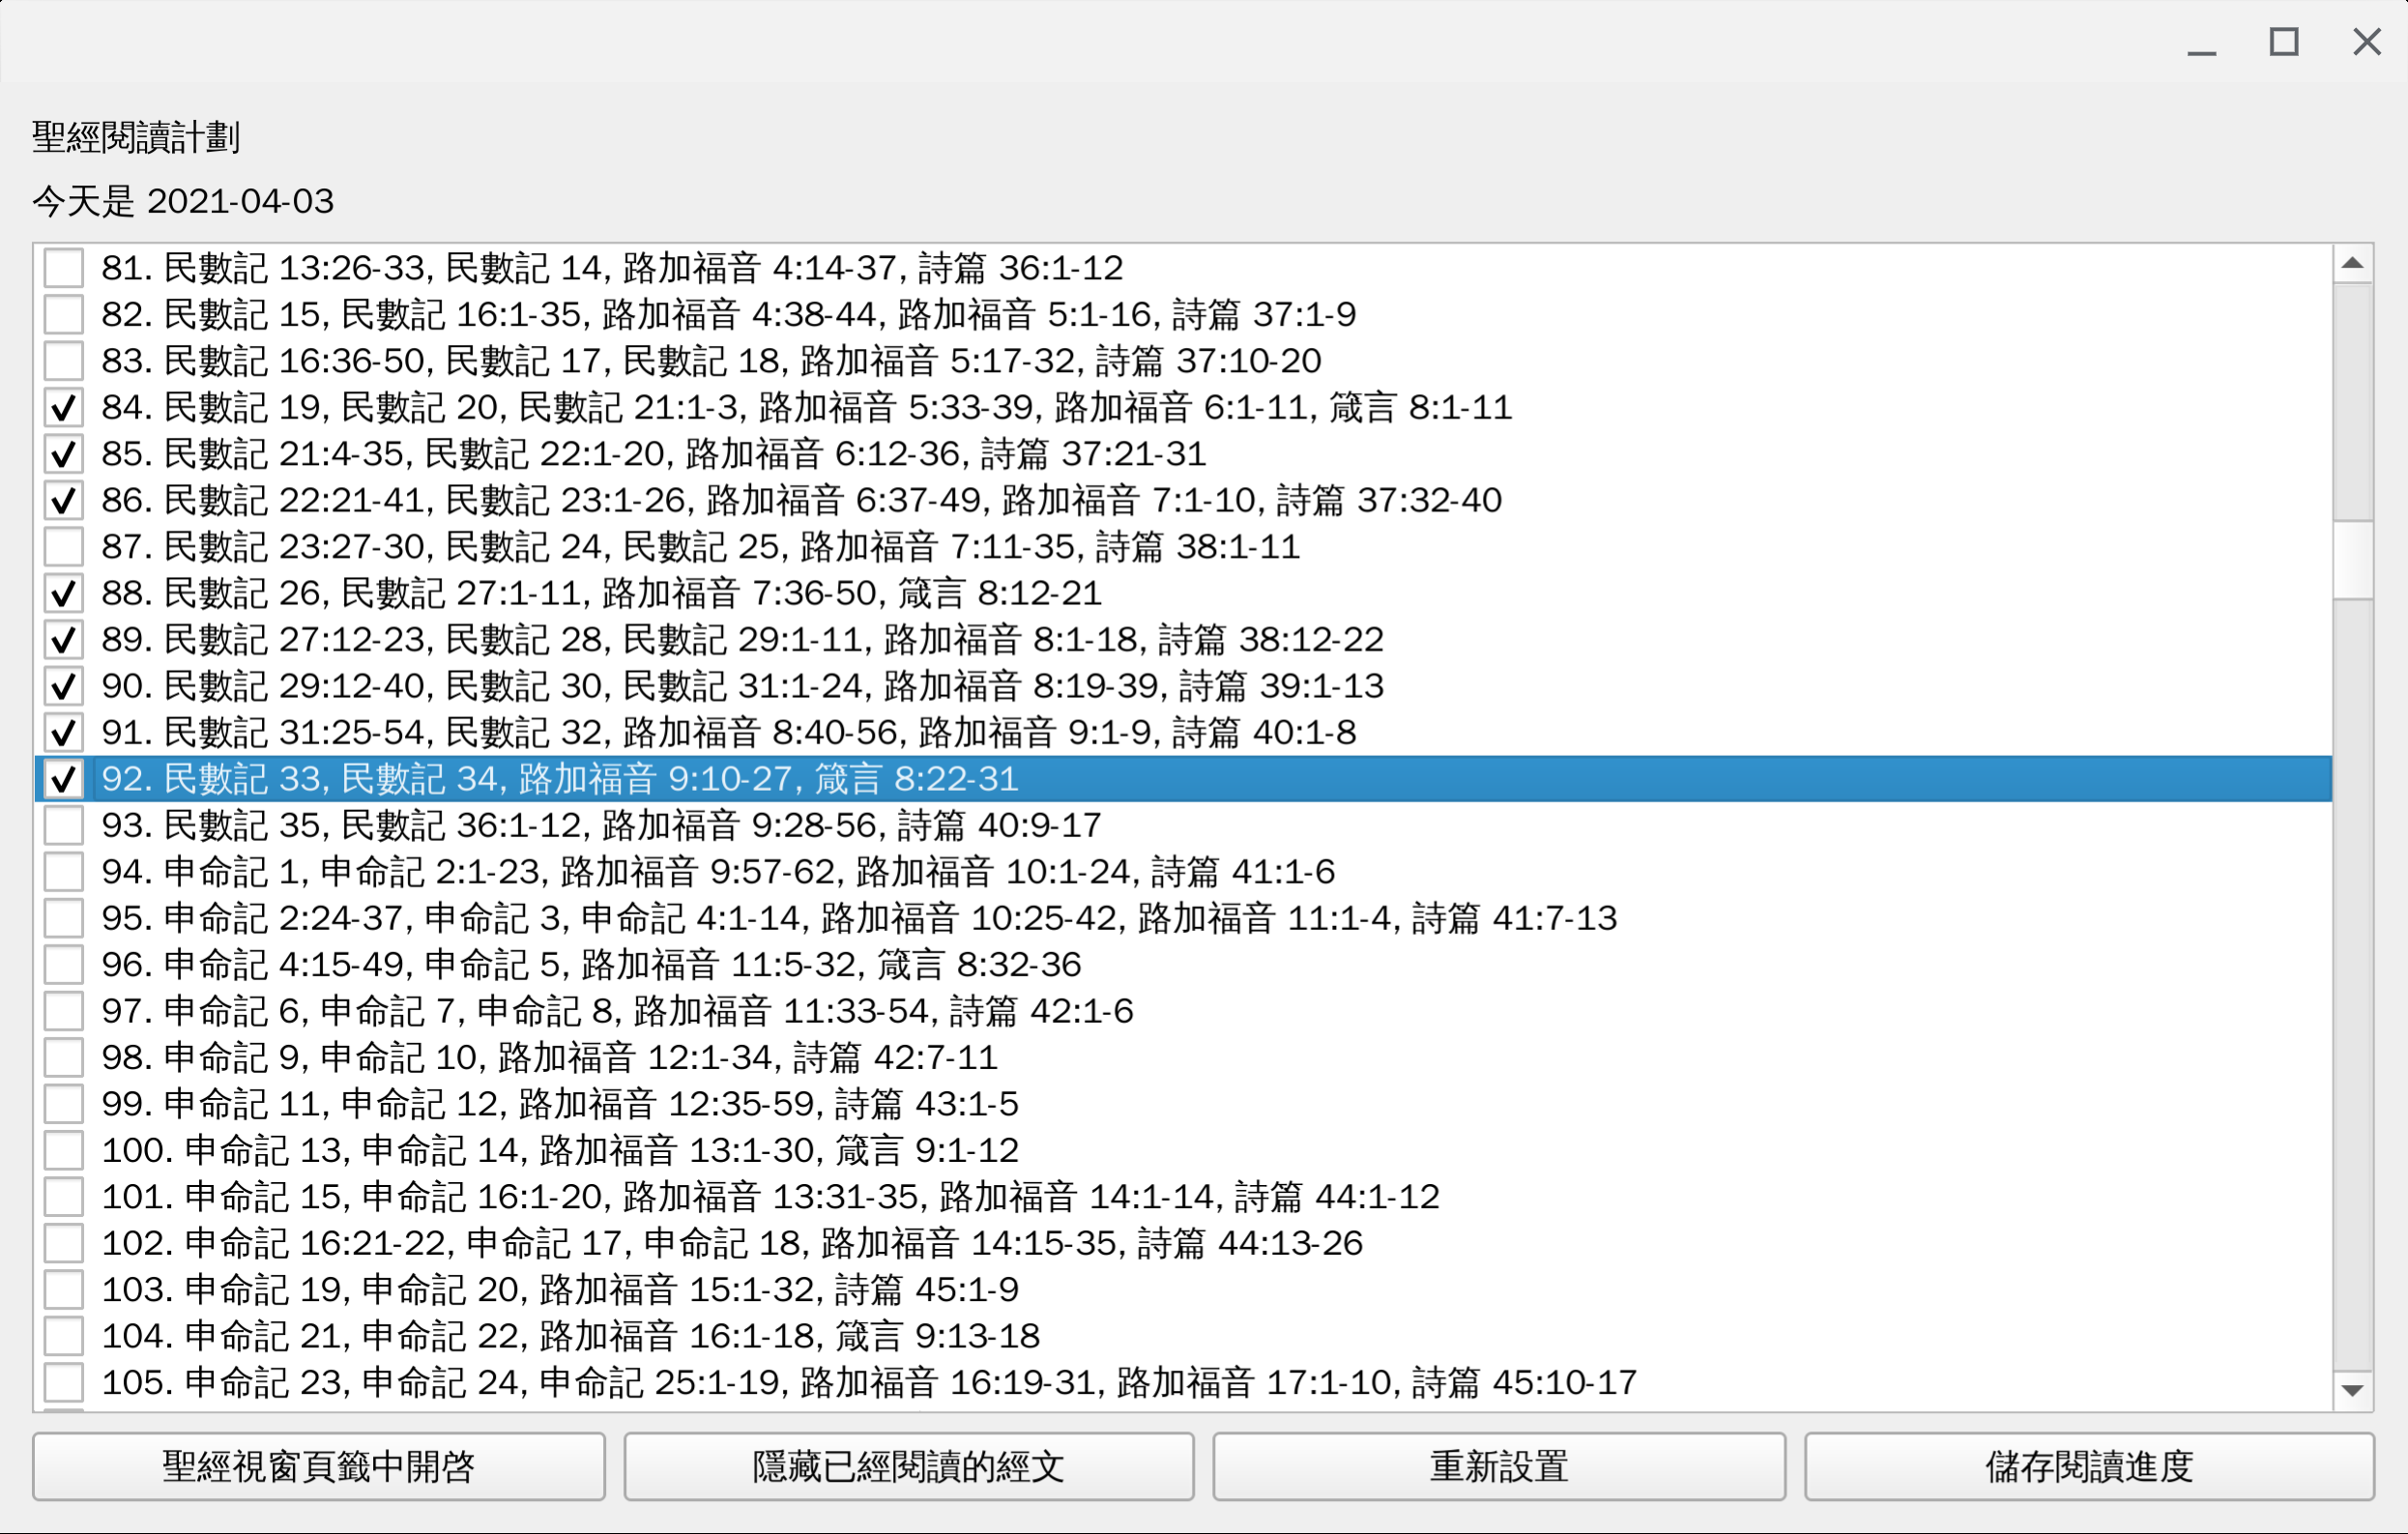 聖經閱讀計劃
今天是 2021-04-03
81. 民數記 13:26-33, 民數記 14, 路加福音 4:14-37, 詩篇 36:1-12
82. 民數記 15, 民數記 16:1-35, 路加福音 4:38-44, 路加福音 5:1-16, 詩篇 37:1-9
83. 民數記 16:36-50, 民數記 17, 民數記 18, 路加福音 5:17-32, 詩篇 37:10-20
84. 民數記 19, 民數記 20, 民數記 21:1-3, 路加福音 5:33-39, 路加福音 6:1-11, 箴言 8:1-11
85. 民數記 21:4-35, 民數記 22:1-20, 路加福音 6:12-36, 詩篇 37:21-31
86. 民數記 22:21-41, 民數記 23:1-26, 路加福音 6:37-49, 路加福音 7:1-10, 詩篇 37:32-40
87. 民數記 23:27-30, 民數記 24, 民數記 25, 路加福音 7:11-35, 詩篇 38:1-11
88. 民數記 26, 民數記 27:1-11, 路加福音 7:36-50, 箴言 8:12-21
89. 民數記 27:12-23, 民數記 28, 民數記 29:1-11, 路加福音 8:1-18, 詩篇 38:12-22
90. 民數記 29:12-40, 民數記 30, 民數記 31:1-24, 路加福音 8:19-39, 詩篇 39:1-13
91. 民數記 31:25-54, 民數記 32, 路加福音 8:40-56, 路加福音 9:1-9, 詩篇 40:1-8
92. 民數記 33, 民數記 34, 路加福音 9:10-27, 箴言 8:22-31
93. 民數記 35, 民數記 36:1-12, 路加福音 9:28-56, 詩篇 40:9-17
94. 申命記 1, 申命記 2:1-23, 路加福音 9:57-62, 路加福音 10:1-24, 詩篇 41:1-6
95. 申命記 2:24-37, 申命記 3, 申命記 4:1-14, 路加福音 10:25-42, 路加福音 11:1-4, 詩篇 41:7-13
96. 申命記 4:15-49, 申命記 5, 路加福音 11:5-32, 箴言 8:32-36
97. 申命記 6, 申命記 7, 申命記 8, 路加福音 11:33-54, 詩篇 42:1-6
98. 申命記 9, 申命記 10, 路加福音 12:1-34, 詩篇 42:7-11
99. 申命記 11, 申命記 12, 路加福音 12:35-59, 詩篇 43:1-5
100. 申命記 13, 申命記 14, 路加福音 13:1-30, 箴言 9:1-12
101. 申命記 15, 申命記 16:1-20, 路加福音 13:31-35, 路加福音 14:1-14, 詩篇 44:1-12
102. 申命記 16:21-22, 申命記 17, 申命記 18, 路加福音 14:15-35, 詩篇 44:13-26
103. 申命記 19, 申命記 20, 路加福音 15:1-32, 詩篇 45:1-9
104. 申命記 21, 申命記 22, 路加福音 16:1-18, 箴言 9:13-18
105. 申命記 23, 申命記 24, 申命記 25:1-19, 路加福音 16:19-31, 路加福音 17:1-10, 詩篇 45:10-17
聖經視窗頁籤中開啓 隱藏已經閱讀的經文 重新設置 儲存閱讀進度